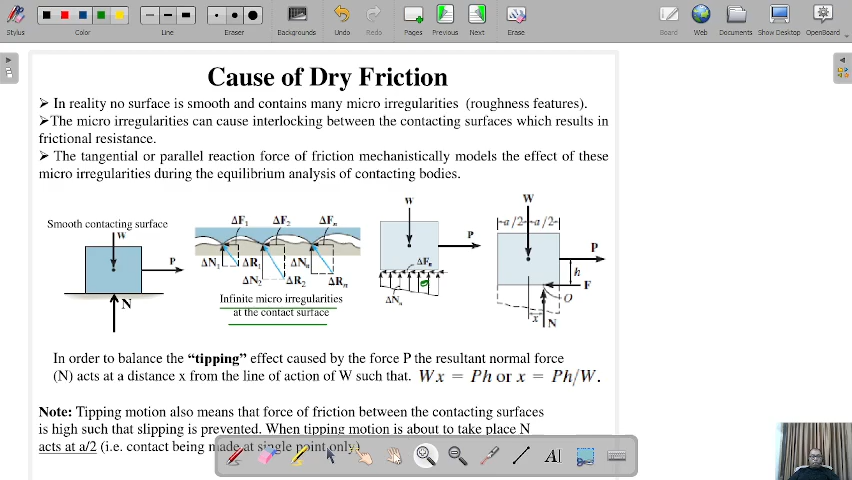 Stylus
Color
Line
Eraser
Backgrounds
Undo
Redo
Pages
Previous
Next
Erase
Board
Web
Documents
Show Desktop
OpenBoard
Cause of Dry Friction
➢ In reality no surface is smooth and contains many micro irregularities (roughness features).
➢The micro irregularities can cause interlocking between the contacting surfaces which results in
frictional resistance.
➢ The tangential or parallel reaction force of friction mechanistically models the effect of these
micro irregularities during the equilibrium analysis of contacting bodies.
Smooth contacting surface
W
P
N
ΔF1 ΔF2 ΔFn
ΔN1 ΔR1 ΔNn
ΔN2 ΔR2 ΔRn
Infinite micro irregularities
at the contact surface
W
P
ΔFn
ΔNn
W
a/2 a/2
P
h
F
O
x
N
In order to balance the “tipping” effect caused by the force P the resultant normal force
(N) acts at a distance x from the line of action of W such that. Wx = Ph or x = Ph/W.
Note: Tipping motion also means that force of friction between the contacting surfaces
is high such that slipping is prevented. When tipping motion is about to take place N
acts at a/2 (i.e. contact being made at single point only)